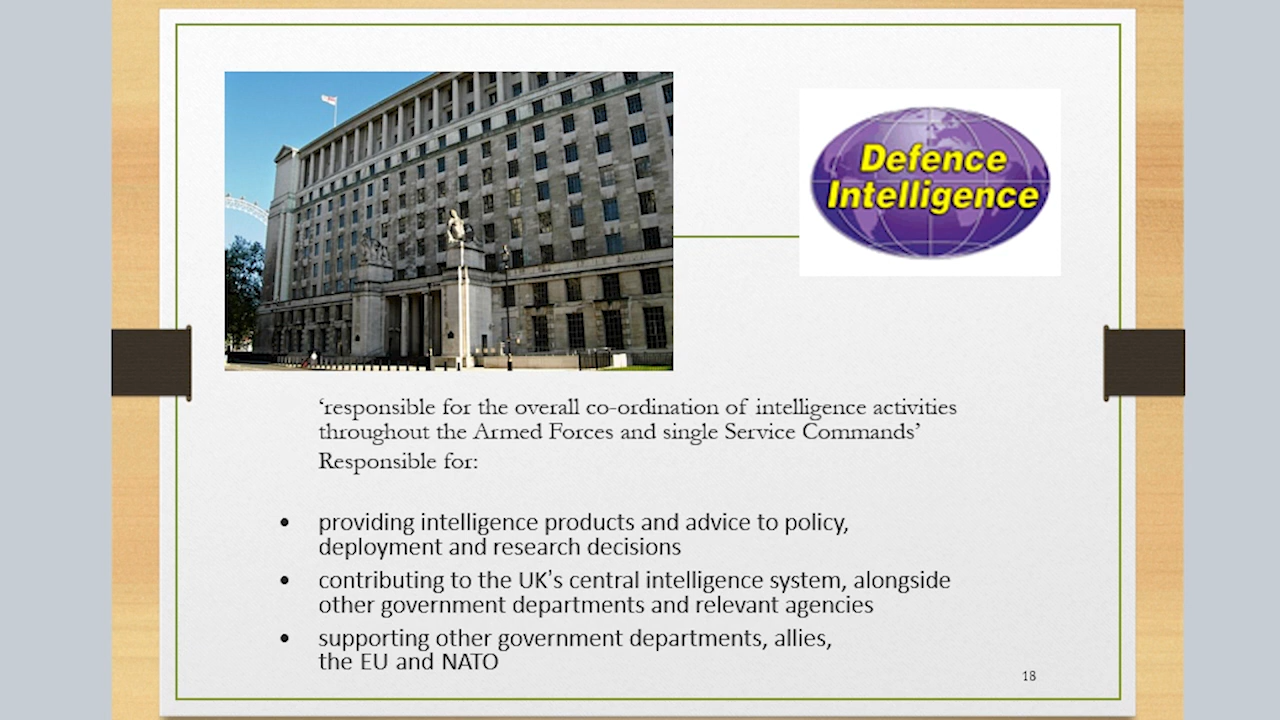 Defence
Intelligence
‘responsible for the overall co-ordination of intelligence activities
throughout the Armed Forces and single Service Commands’
Responsible for:
• providing intelligence products and advice to policy,
deployment and research decisions
• contributing to the UK’s central intelligence system, alongside
other government departments and relevant agencies
• supporting other government departments, allies,
the EU and NATO
18